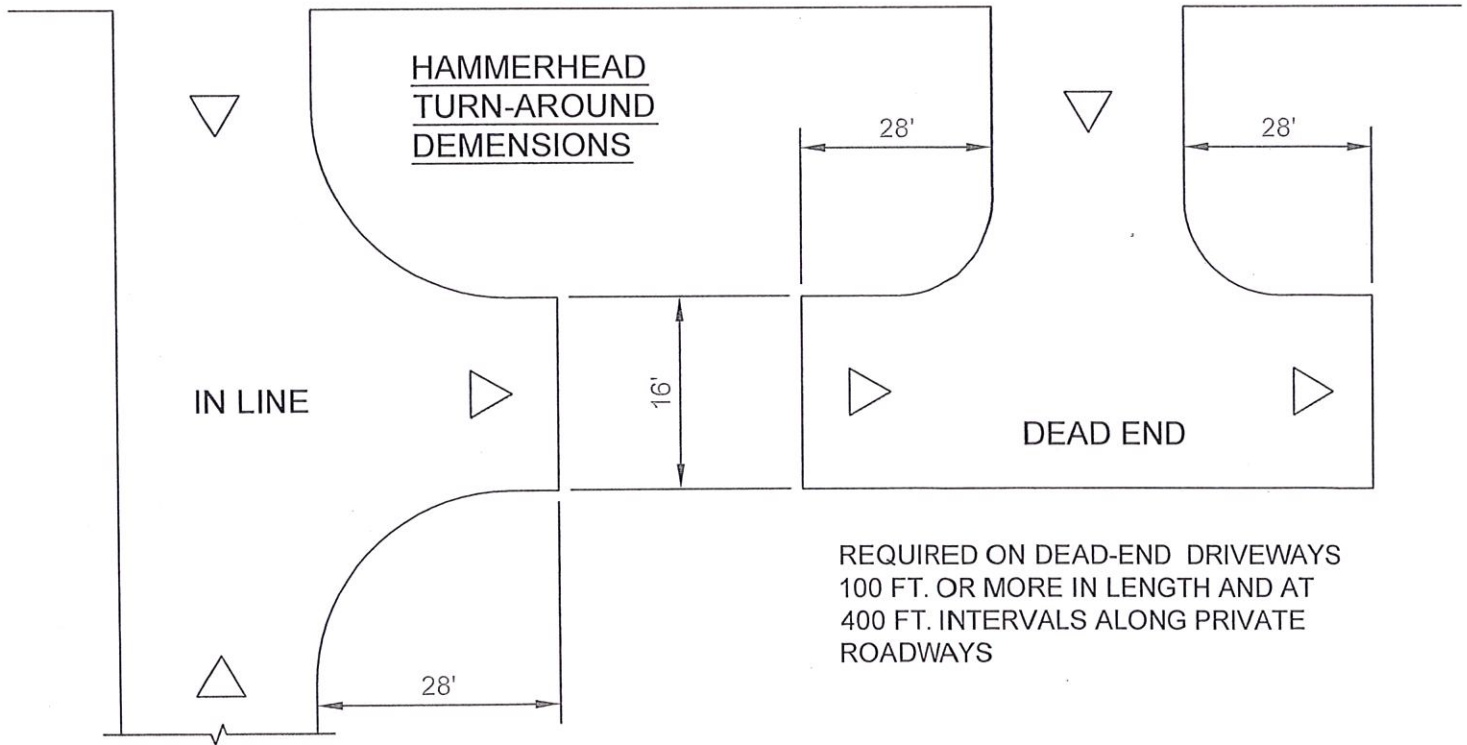 HAMMERHEAD
TURN-AROUND
DEMENSIONS
28'
28'
IN LINE
16'
DEAD END
REQUIRED ON DEAD-END DRIVEWAYS
100 FT. OR MORE IN LENGTH AND AT
400 FT. INTERVALS ALONG PRIVATE
ROADWAYS
28'